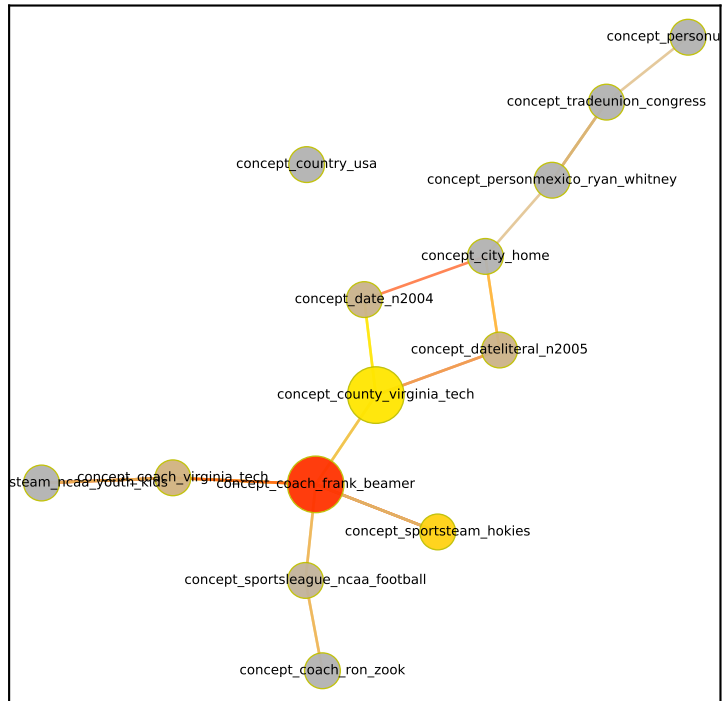 concept_personu
concept_tradeunion_congress
concept_country_usa
concept_personmexico_ryan_whitney
concept_city_home
concept_date_n2004
concept_dateliteral_n2005
concept_county_virginia_tech
steam_ncaa_youth_kids
concept_coach_virginia_tech
concept_coach_frank_beamer
concept_sportsteam_hokies
concept_sportsleague_ncaa_football
concept_coach_ron_zook